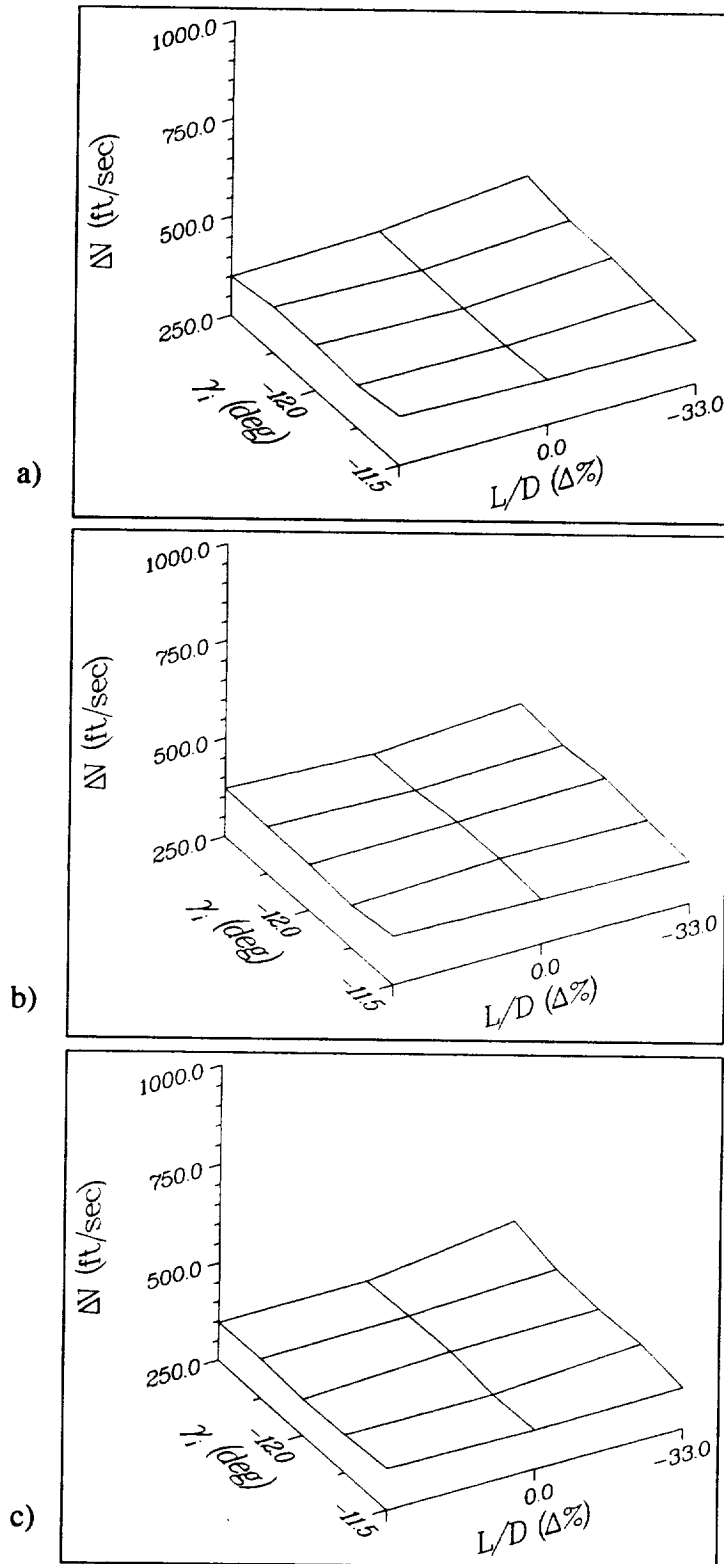 1000.0
750.0
500.0
250.0
ΔV (ft/sec)
γi (deg)
-12.0
-11.5
0.0
-33.0
L/D (Δ%)
a)
1000.0
750.0
500.0
250.0
ΔV (ft/sec)
γi (deg)
-12.0
-11.5
0.0
-33.0
L/D (Δ%)
b)
1000.0
750.0
500.0
250.0
ΔV (ft/sec)
γi (deg)
-12.0
-11.5
0.0
-33.0
L/D (Δ%)
c)